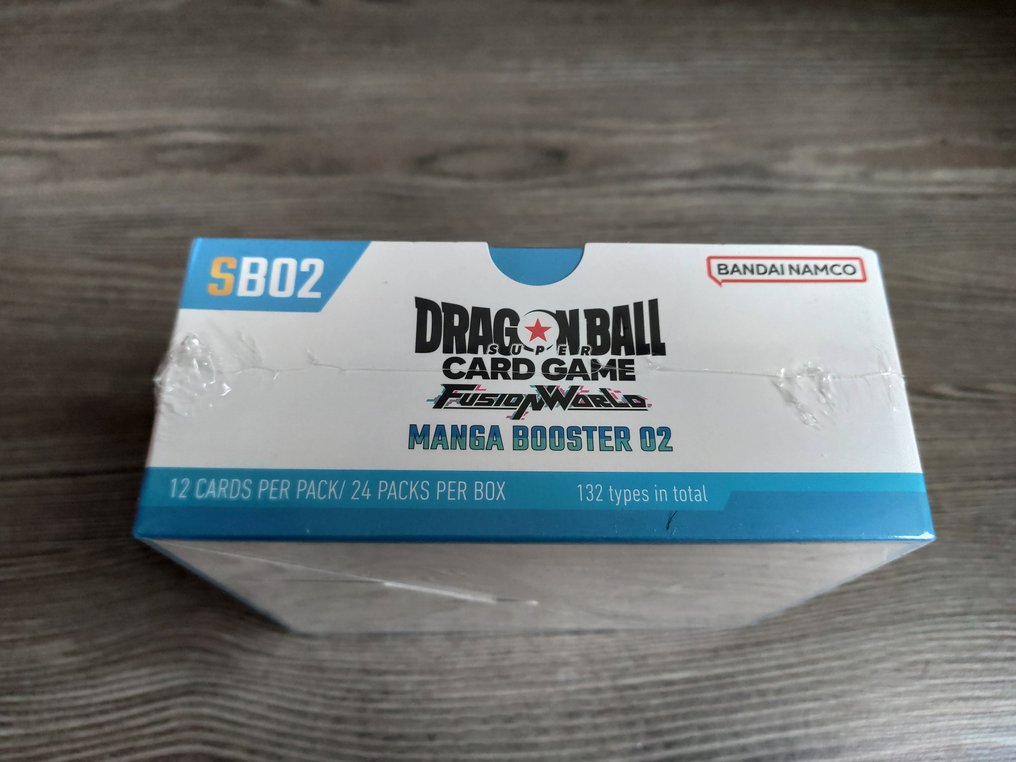 SB02
BANDAI NAMCO
DRAGON BALL
SUPER
CARD GAME
FUSION WORLD
MANGA BOOSTER 02
12 CARDS PER PACK/ 24 PACKS PER BOX
132 types in total